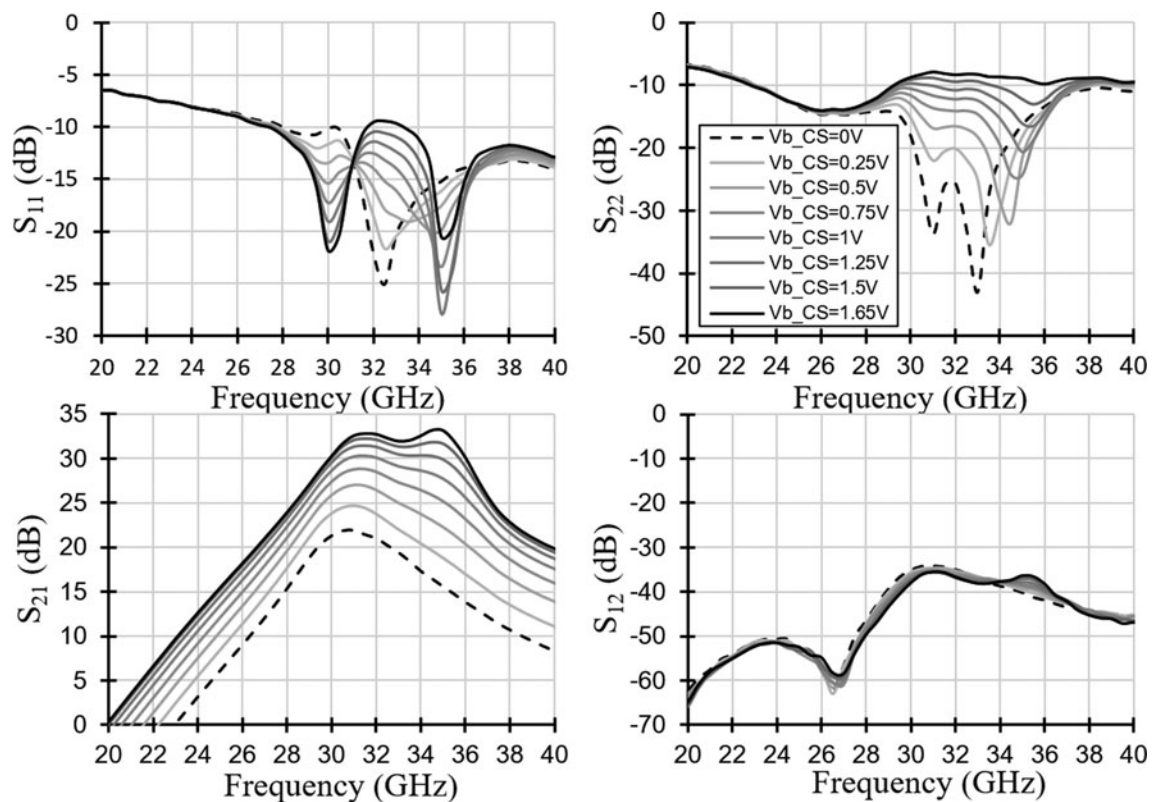 0
-5
-10
-15
-20
-25
-30
S11 (dB)
20 22 24 26 28 30 32 34 36 38 40
Frequency (GHz)
0
-10
-20
-30
-40
-50
S22 (dB)
Vb_CS=0V
Vb_CS=0.25V
Vb_CS=0.5V
Vb_CS=0.75V
Vb_CS=1V
Vb_CS=1.25V
Vb_CS=1.5V
Vb_CS=1.65V
20 22 24 26 28 30 32 34 36 38 40
Frequency (GHz)
35
30
25
20
15
10
5
0
S21 (dB)
20 22 24 26 28 30 32 34 36 38 40
Frequency (GHz)
0
-10
-20
-30
-40
-50
-60
-70
S12 (dB)
20 22 24 26 28 30 32 34 36 38 40
Frequency (GHz)